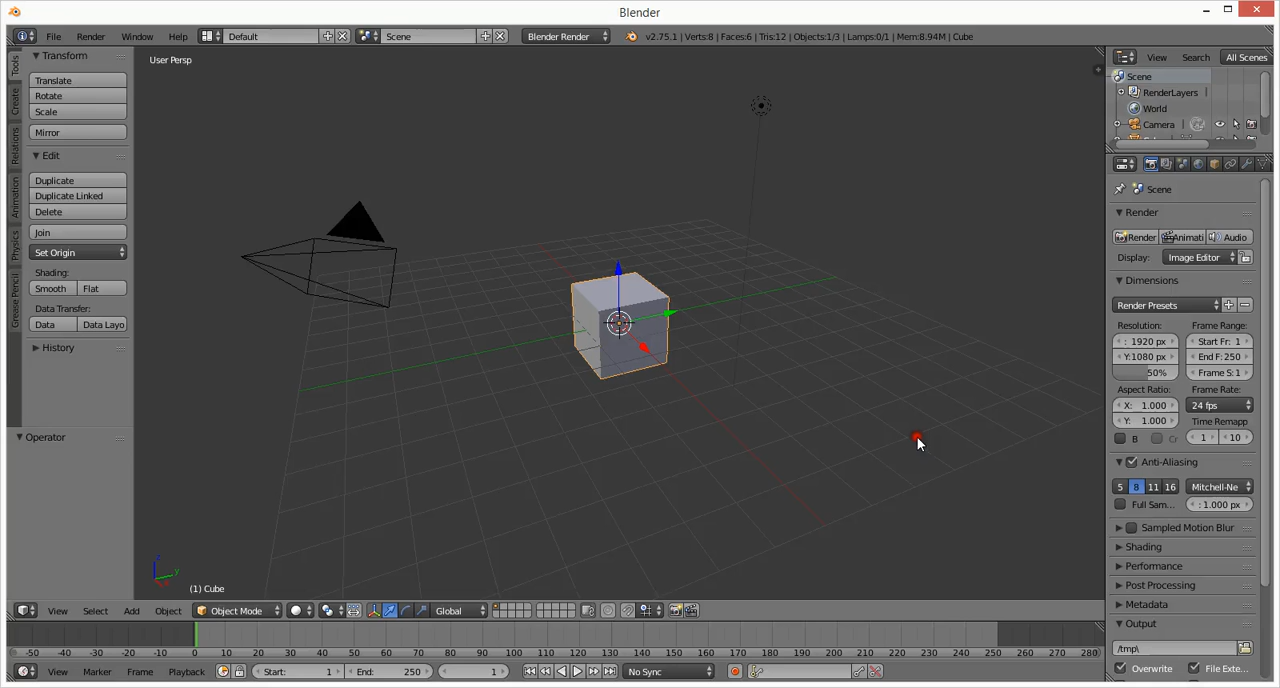 Blender
File Render Window Help Default Scene Blender Render v2.75.1 | Verts:8 | Faces:6 | Tris:12 | Objects:1/3 | Lamps:0/1 | Mem:8.94M | Cube
Tools
Create
Relations
Animation
Physics
Grease Pencil
Transform
Translate
Rotate
Scale
Mirror
Edit
Duplicate
Duplicate Linked
Delete
Join
Set Origin
Shading:
Smooth Flat
Data Transfer:
Data Data Layo
History
Operator
User Persp
z
y
(1) Cube
View Search All Scenes
Scene
RenderLayers
World
Camera
Scene
Render
Render Animati Audio
Display: Image Editor
Dimensions
Render Presets
Resolution: Frame Range:
: 1920 px Start Fr: 1
Y:1080 px End F:250
50% Frame S:1
Aspect Ratio: Frame Rate:
X: 1.000 24 fps
Y: 1.000 Time Remapp
B Cr 1 10
Anti-Aliasing
5 8 11 16 Mitchell-Ne
Full Sam... : 1.000 px
Sampled Motion Blur
Shading
Performance
Post Processing
Metadata
Output
/tmp\
Overwrite File Exte...
View Select Add Object Object Mode Global
-50 -40 -30 -20 -10 0 10 20 30 40 50 60 70 80 90 100 110 120 130 140 150 160 170 180 190 200 210 220 230 240 250 260 270 280
View Marker Frame Playback Start: 1 End: 250 1 No Sync